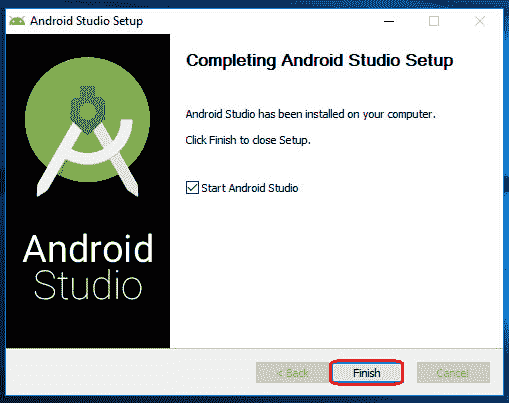 Android Studio Setup
Completing Android Studio Setup
Android Studio has been installed on your computer.
Click Finish to close Setup.
Start Android Studio
Android
Studio
< Back
Finish
Cancel